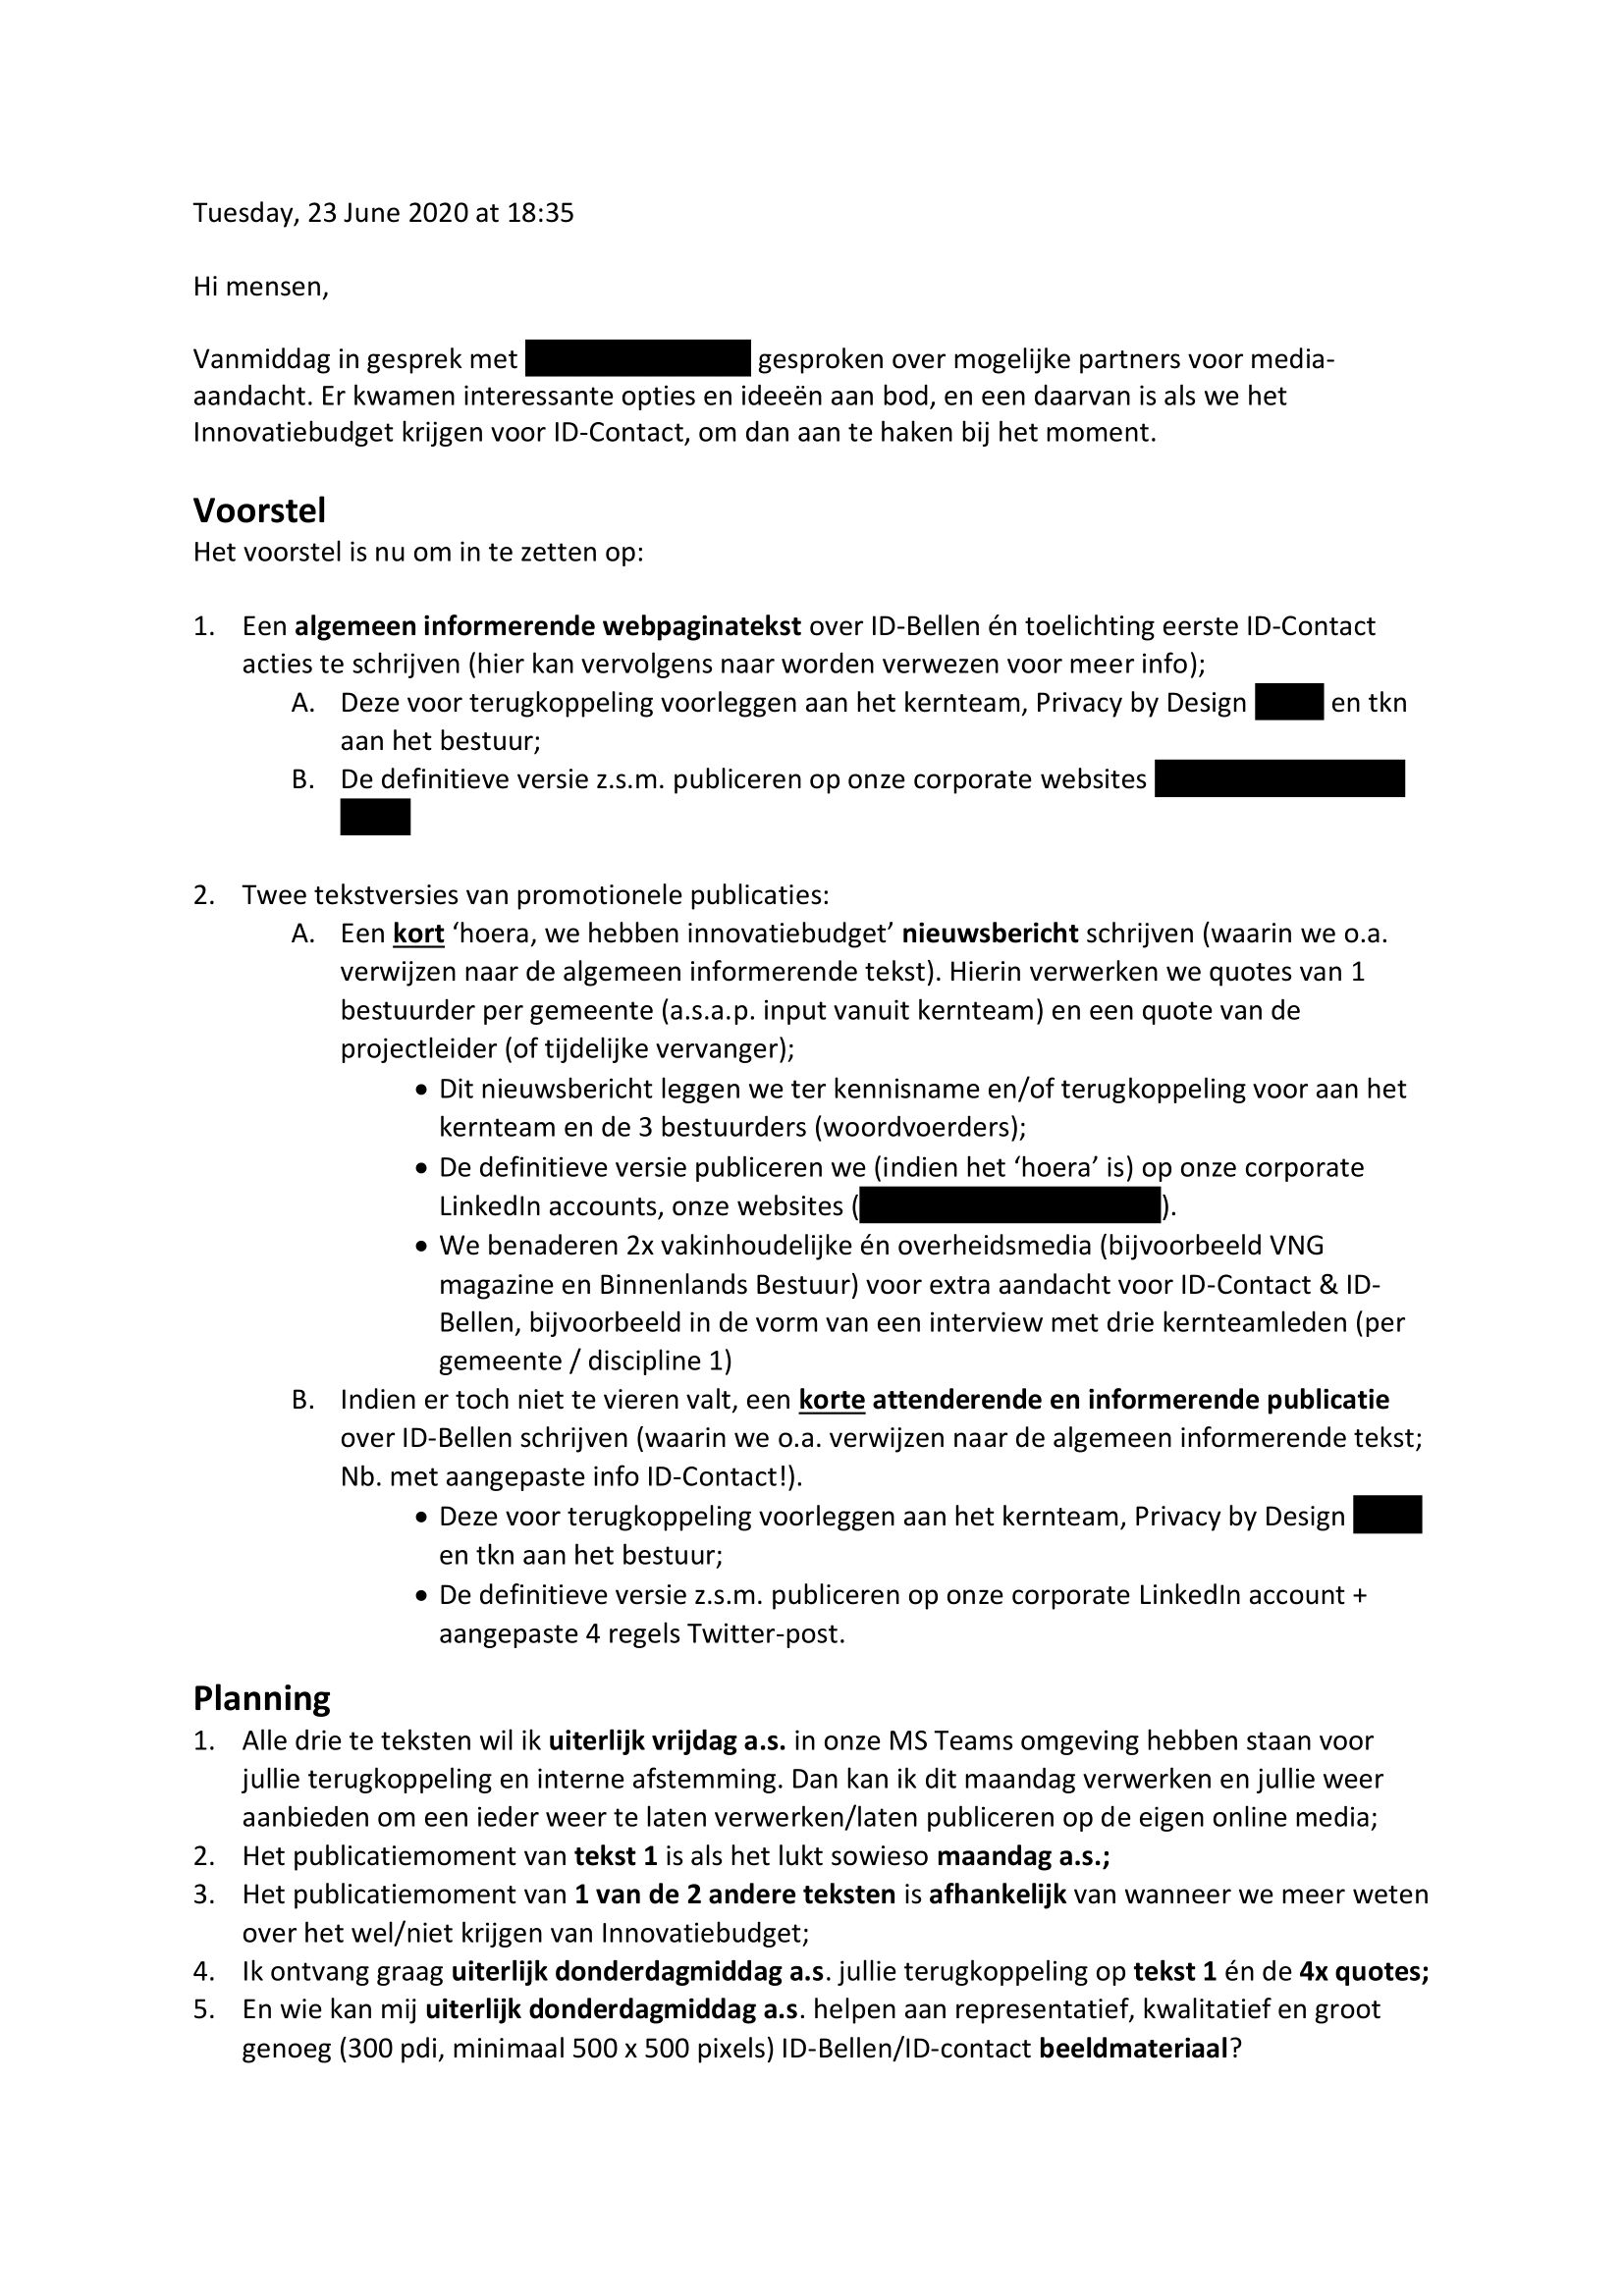 Tuesday, 23 June 2020 at 18:35
Hi mensen,
Vanmiddag in gesprek met gesproken over mogelijke partners voor media-
aandacht. Er kwamen interessante opties en ideeën aan bod, en een daarvan is als we het
Innovatiebudget krijgen voor ID-Contact, om dan aan te haken bij het moment.
Voorstel
Het voorstel is nu om in te zetten op:
1. Een algemeen informerende webpaginatekst over ID-Bellen én toelichting eerste ID-Contact
acties te schrijven (hier kan vervolgens naar worden verwezen voor meer info);
A. Deze voor terugkoppeling voorleggen aan het kernteam, Privacy by Design en tkn
aan het bestuur;
B. De definitieve versie z.s.m. publiceren op onze corporate websites
2. Twee tekstversies van promotionele publicaties:
A. Een kort ‘hoera, we hebben innovatiebudget’ nieuwsbericht schrijven (waarin we o.a.
verwijzen naar de algemeen informerende tekst). Hierin verwerken we quotes van 1
bestuurder per gemeente (a.s.a.p. input vanuit kernteam) en een quote van de
projectleider (of tijdelijke vervanger);
• Dit nieuwsbericht leggen we ter kennisname en/of terugkoppeling voor aan het
kernteam en de 3 bestuurders (woordvoerders);
• De definitieve versie publiceren we (indien het ‘hoera’ is) op onze corporate
LinkedIn accounts, onze websites ( ).
• We benaderen 2x vakinhoudelijke én overheidsmedia (bijvoorbeeld VNG
magazine en Binnenlands Bestuur) voor extra aandacht voor ID-Contact & ID-
Bellen, bijvoorbeeld in de vorm van een interview met drie kernteamleden (per
gemeente / discipline 1)
B. Indien er toch niet te vieren valt, een korte attenderende en informerende publicatie
over ID-Bellen schrijven (waarin we o.a. verwijzen naar de algemeen informerende tekst;
Nb. met aangepaste info ID-Contact!).
• Deze voor terugkoppeling voorleggen aan het kernteam, Privacy by Design
en tkn aan het bestuur;
• De definitieve versie z.s.m. publiceren op onze corporate LinkedIn account +
aangepaste 4 regels Twitter-post.
Planning
1. Alle drie te teksten wil ik uiterlijk vrijdag a.s. in onze MS Teams omgeving hebben staan voor
jullie terugkoppeling en interne afstemming. Dan kan ik dit maandag verwerken en jullie weer
aanbieden om een ieder weer te laten verwerken/laten publiceren op de eigen online media;
2. Het publicatiemoment van tekst 1 is als het lukt sowieso maandag a.s.;
3. Het publicatiemoment van 1 van de 2 andere teksten is afhankelijk van wanneer we meer weten
over het wel/niet krijgen van Innovatiebudget;
4. Ik ontvang graag uiterlijk donderdagmiddag a.s. jullie terugkoppeling op tekst 1 én de 4x quotes;
5. En wie kan mij uiterlijk donderdagmiddag a.s. helpen aan representatief, kwalitatief en groot
genoeg (300 pdi, minimaal 500 x 500 pixels) ID-Bellen/ID-contact beeldmateriaal?